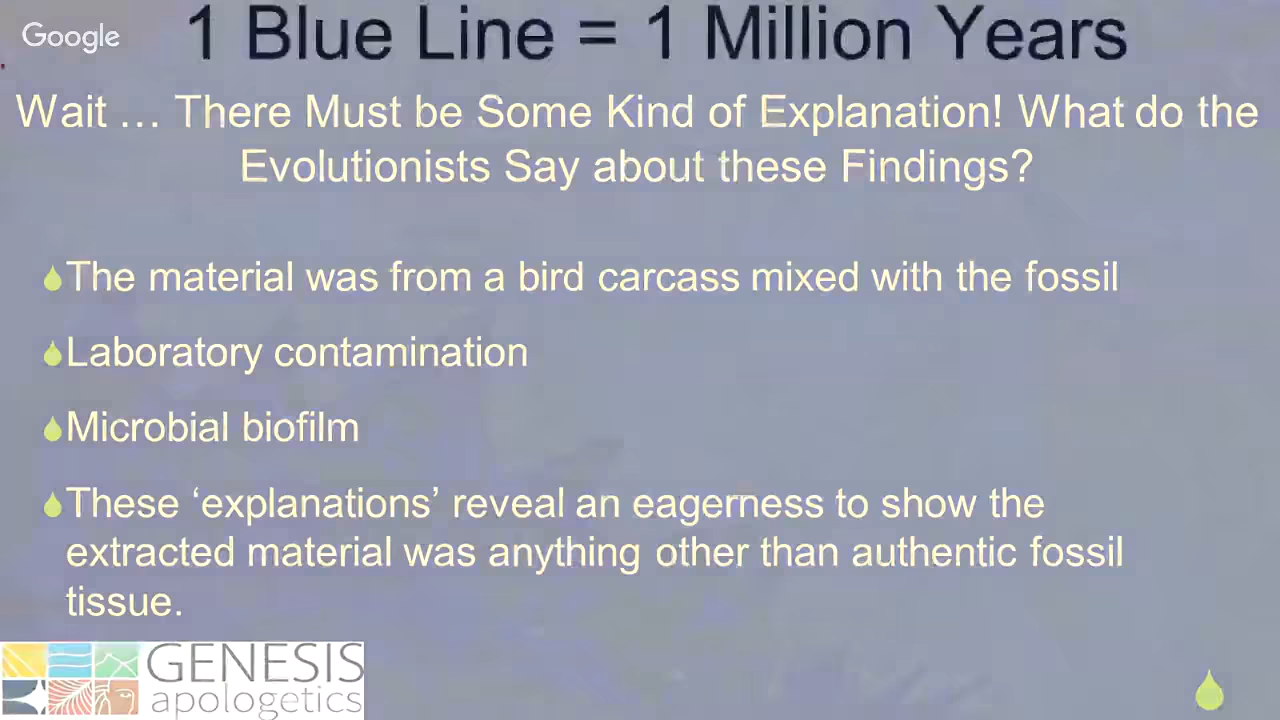 Google
1 Blue Line = 1 Million Years
Wait … There Must be Some Kind of Explanation! What do the
Evolutionists Say about these Findings?
The material was from a bird carcass mixed with the fossil
Laboratory contamination
Microbial biofilm
These ‘explanations’ reveal an eagerness to show the
extracted material was anything other than authentic fossil
tissue.
GENESIS
apologetics